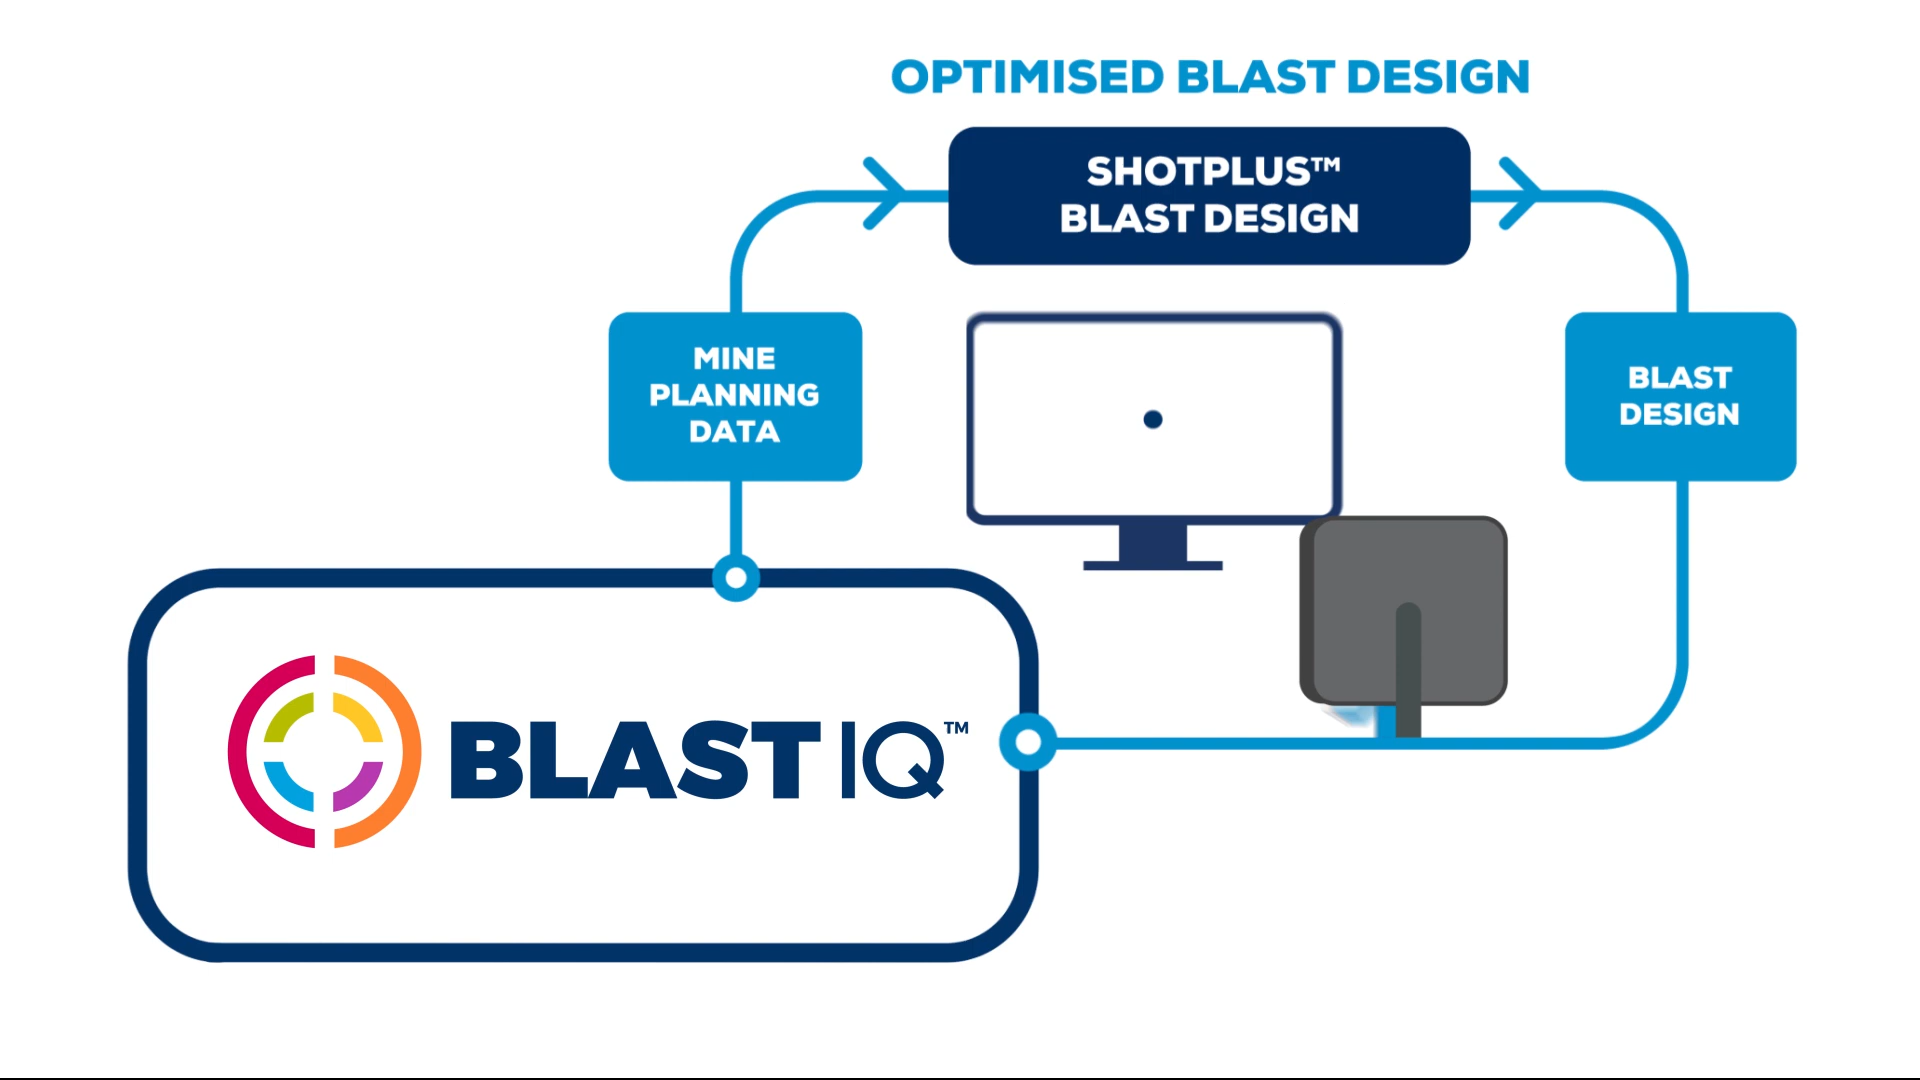 OPTIMISED BLAST DESIGN
SHOTPLUS™
BLAST DESIGN
MINE
PLANNING
DATA
BLAST
DESIGN
BLAST IQ™